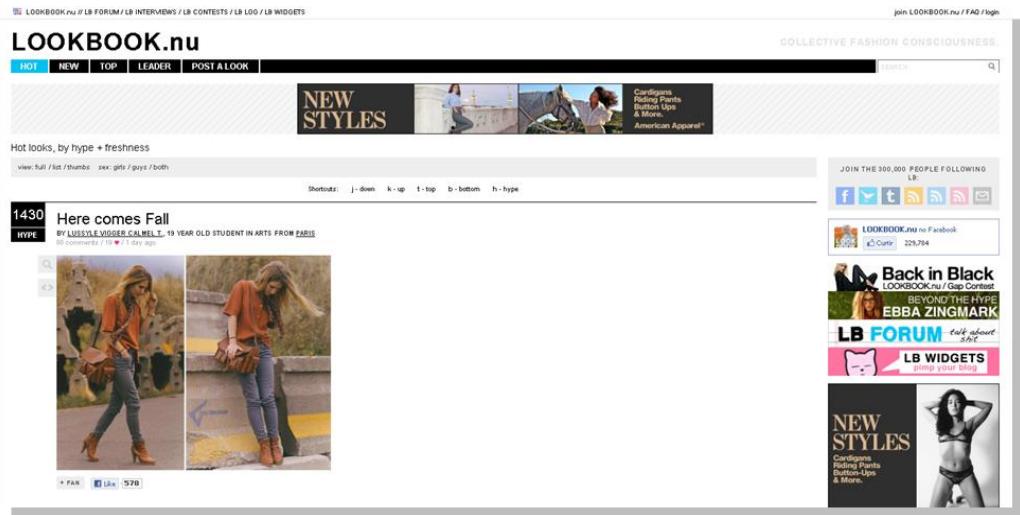 LOOKBOOK.nu // LB FORUM / LB INTERVIEWS / LB CONTESTS / LB LOG / LB WIDGETS
join LOOKBOOK.nu / FAQ / login
LOOKBOOK.nu
COLLECTIVE FASHION CONSCIOUSNESS.
HOT NEW TOP LEADER POST A LOOK
SEARCH
NEW STYLES
Cardigans
Riding Pants
Button Ups
& More.
American Apparel®
Hot looks, by hype + freshness
view: full / list / thumbs sex: girls / guys / both
Shortcuts: j - down k - up t - top b - bottom h - hype
1430
HYPE
Here comes Fall
BY LUSSYLE VIGGER CALMEL T., 19 YEAR OLD STUDENT IN ARTS FROM PARIS
comments / 19 ♥ / 1 day ago
+ FAN
Like 578
JOIN THE 300,000 PEOPLE FOLLOWING
LB:
LOOKBOOK.nu no Facebook
Curtir 229,784
Back in Black
LOOKBOOK.nu / Gap Contest
BEYOND THE HYPE
EBBA ZINGMARK
LB FORUM talk about
shit
LB WIDGETS
pimp your blog
NEW
STYLES
Cardigans
Riding Pants
Button-Ups
& More.